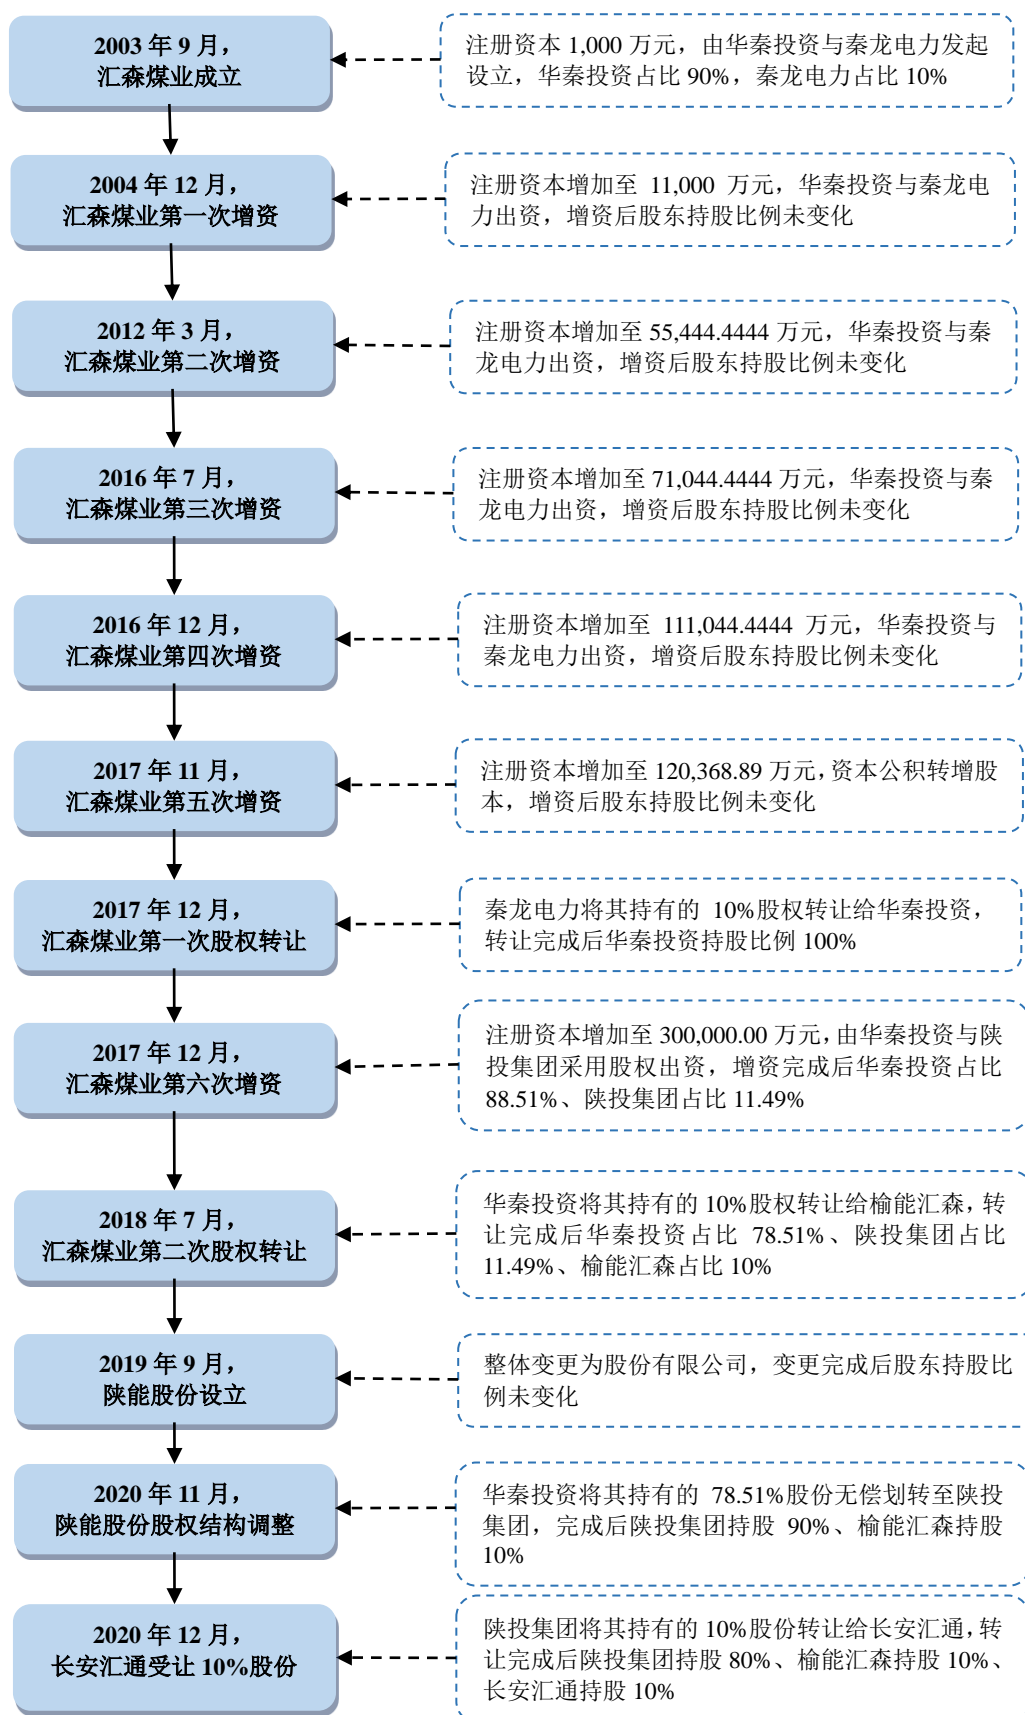 2003 年 9 月，
汇森煤业成立
注册资本 1,000 万元，由华秦投资与秦龙电力发起
设立，华秦投资占比 90%，秦龙电力占比 10%
2004 年 12 月，
汇森煤业第一次增资
注册资本增加至 11,000 万元，华秦投资与秦龙电
力出资，增资后股东持股比例未变化
2012 年 3 月，
汇森煤业第二次增资
注册资本增加至 55,444.4444 万元，华秦投资与秦
龙电力出资，增资后股东持股比例未变化
2016 年 7 月，
汇森煤业第三次增资
注册资本增加至 71,044.4444 万元，华秦投资与秦
龙电力出资，增资后股东持股比例未变化
2016 年 12 月，
汇森煤业第四次增资
注册资本增加至 111,044.4444 万元，华秦投资与
秦龙电力出资，增资后股东持股比例未变化
2017 年 11 月，
汇森煤业第五次增资
注册资本增加至 120,368.89 万元，资本公积转增股
本，增资后股东持股比例未变化
2017 年 12 月，
汇森煤业第一次股权转让
秦龙电力将其持有的 10%股权转让给华秦投资，
转让完成后华秦投资持股比例 100%
2017 年 12 月，
汇森煤业第六次增资
注册资本增加至 300,000.00 万元，由华秦投资与陕
投集团采用股权出资，增资完成后华秦投资占比
88.51%、陕投集团占比 11.49%
2018 年 7 月，
汇森煤业第二次股权转让
华秦投资将其持有的 10%股权转让给榆能汇森，转
让完成后华秦投资占比 78.51%、陕投集团占比
11.49%、榆能汇森占比 10%
2019 年 9 月，
陕能股份设立
整体变更为股份有限公司，变更完成后股东持股比
例未变化
2020 年 11 月，
陕能股份股权结构调整
华秦投资将其持有的 78.51%股份无偿划转至陕投
集团，完成后陕投集团持股 90%、榆能汇森持股
10%
2020 年 12 月，
长安汇通受让 10%股份
陕投集团将其持有的 10%股份转让给长安汇通，转
让完成后陕投集团持股 80%、榆能汇森持股 10%、
长安汇通持股 10%